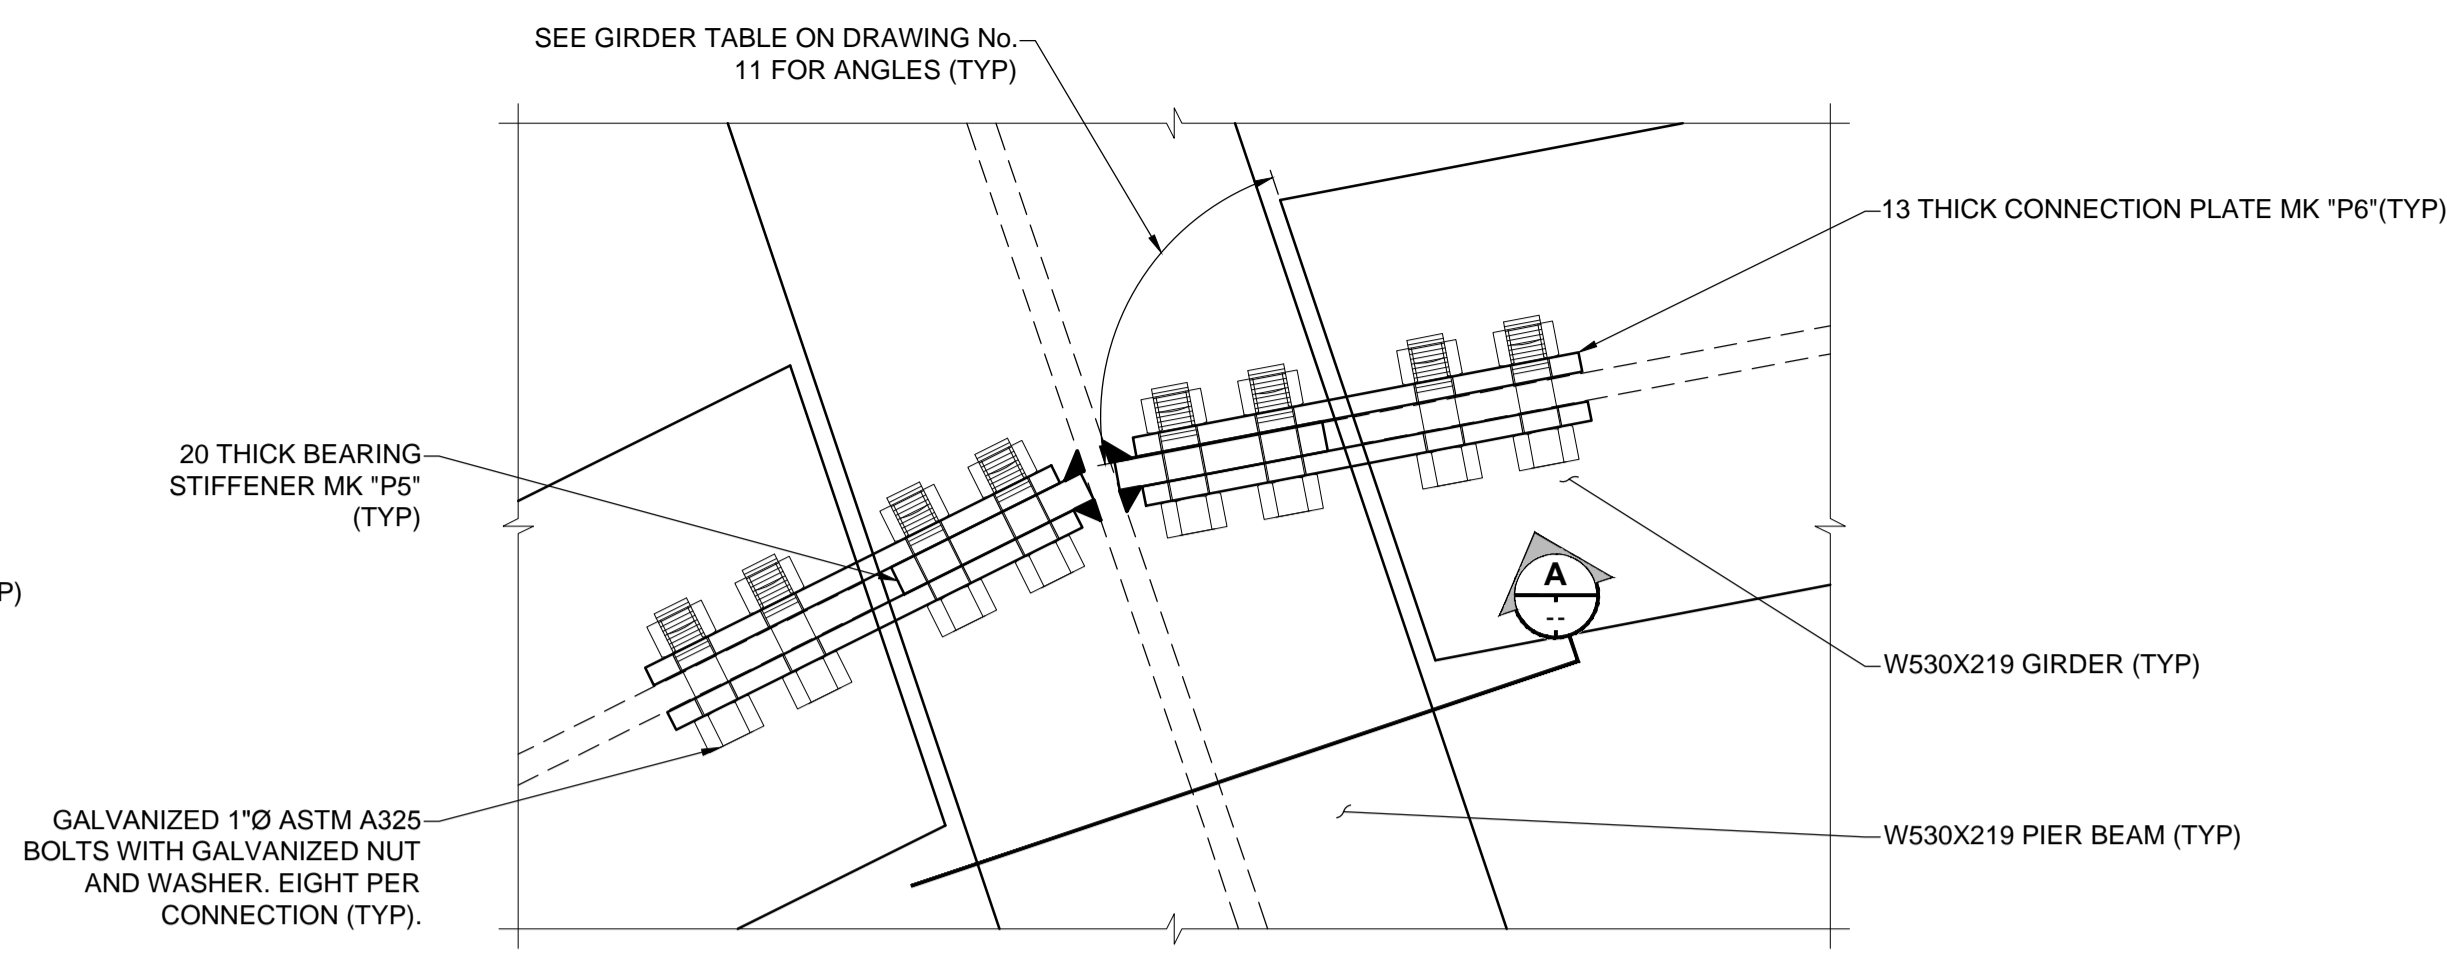 SEE GIRDER TABLE ON DRAWING No.
11 FOR ANGLES (TYP)
13 THICK CONNECTION PLATE MK "P6"(TYP)
20 THICK BEARING
STIFFENER MK "P5"
(TYP)
P)
A
--
W530X219 GIRDER (TYP)
GALVANIZED 1"Ø ASTM A325
BOLTS WITH GALVANIZED NUT
AND WASHER. EIGHT PER
CONNECTION (TYP).
W530X219 PIER BEAM (TYP)